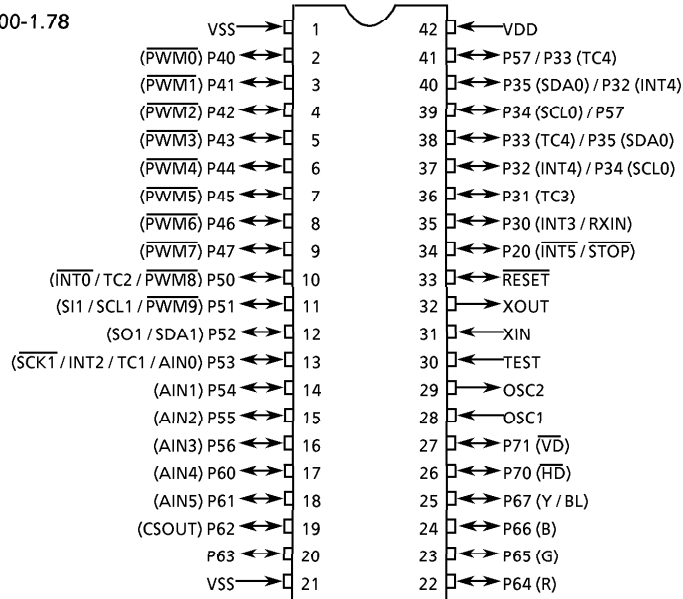 00-1.78
VSS 1 42 VDD
(PWM0) P40 2 41 P57 / P33 (TC4)
(PWM1) P41 3 40 P35 (SDA0) / P32 (INT4)
(PWM2) P42 4 39 P34 (SCL0) / P57
(PWM3) P43 5 38 P33 (TC4) / P35 (SDA0)
(PWM4) P44 6 37 P32 (INT4) / P34 (SCL0)
(PWM5) P45 7 36 P31 (TC3)
(PWM6) P46 8 35 P30 (INT3 / RXIN)
(PWM7) P47 9 34 P20 (INT5 / STOP)
(INT0 / TC2 / PWM8) P50 10 33 RESET
(SI1 / SCL1 / PWM9) P51 11 32 XOUT
(SO1 / SDA1) P52 12 31 XIN
(SCK1 / INT2 / TC1 / AIN0) P53 13 30 TEST
(AIN1) P54 14 29 OSC2
(AIN2) P55 15 28 OSC1
(AIN3) P56 16 27 P71 (VD)
(AIN4) P60 17 26 P70 (HD)
(AIN5) P61 18 25 P67 (Y / BL)
(CSOUT) P62 19 24 P66 (B)
P63 20 23 P65 (G)
VSS 21 22 P64 (R)